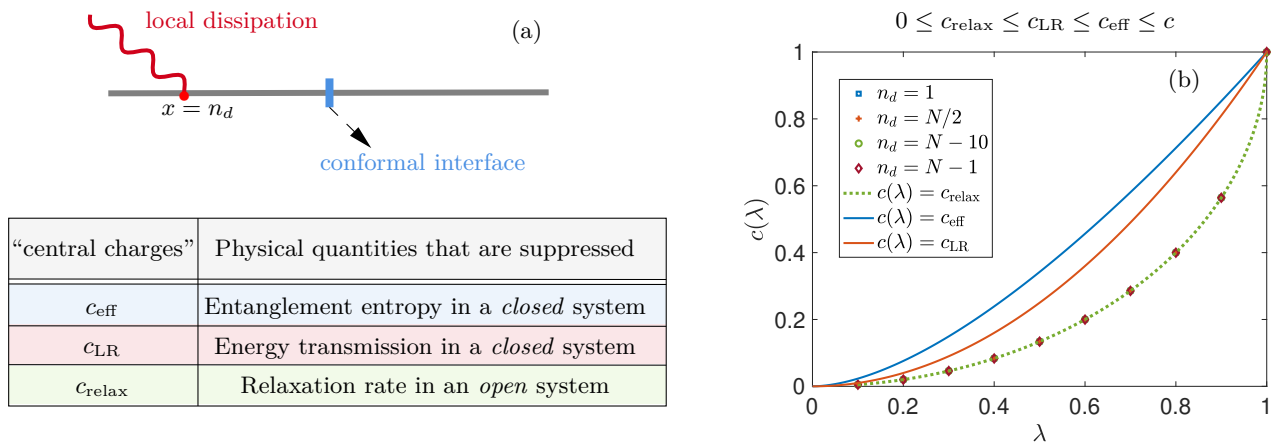 local dissipation
(a)
x = n_d
conformal interface
"central charges" Physical quantities that are suppressed
c_eff Entanglement entropy in a closed system
c_LR Energy transmission in a closed system
c_relax Relaxation rate in an open system
0 ≤ c_relax ≤ c_LR ≤ c_eff ≤ c
(b)
n_d = 1
n_d = N/2
n_d = N − 10
n_d = N − 1
c(λ) = c_relax
c(λ) = c_eff
c(λ) = c_LR
c(λ)
1
0.8
0.6
0.4
0.2
0
0 0.2 0.4 0.6 0.8 1
λ